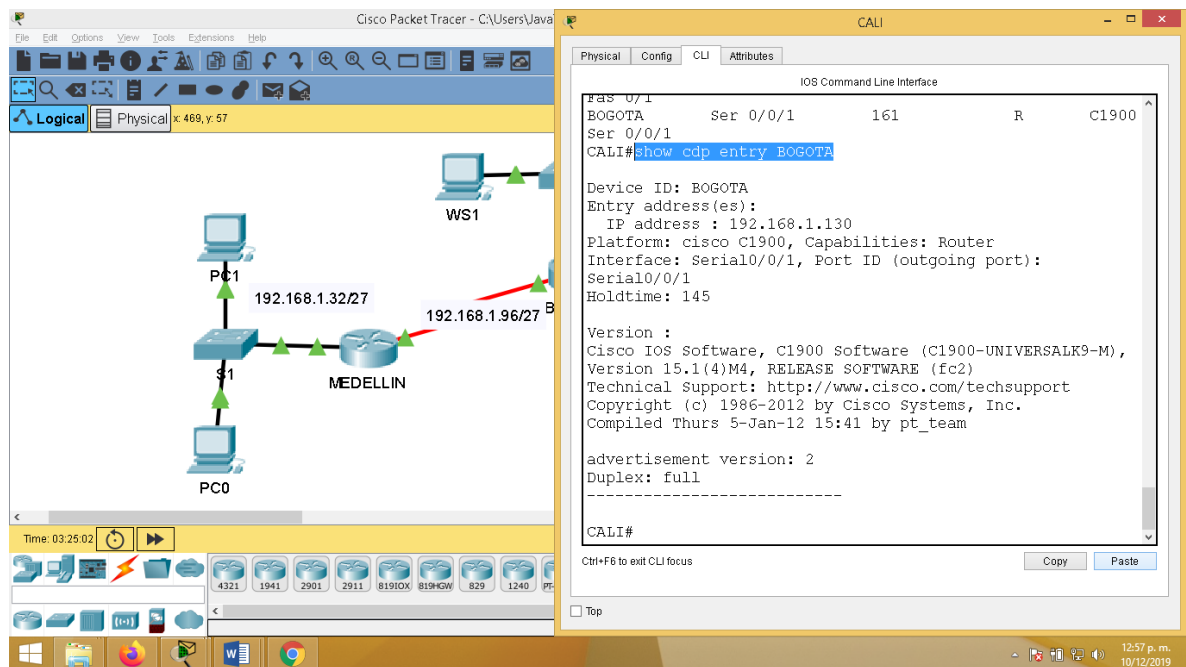 Cisco Packet Tracer - C:\Users\Java
File Edit Options View Tools Extensions Help
Logical Physical x: 469, y: 57
WS1
PC1
192.168.1.32/27
192.168.1.96/27
B
S1
MEDELLIN
PC0
Time: 03:25:02
4321 1941 2901 2911 819IOX 819HGW 829 1240 PT-
CALI
Physical Config CLI Attributes
IOS Command Line Interface
Fas 0/1
BOGOTA Ser 0/0/1 161 R C1900
Ser 0/0/1
CALI#show cdp entry BOGOTA
Device ID: BOGOTA
Entry address(es):
IP address : 192.168.1.130
Platform: cisco C1900, Capabilities: Router
Interface: Serial0/0/1, Port ID (outgoing port):
Serial0/0/1
Holdtime: 145
Version :
Cisco IOS Software, C1900 Software (C1900-UNIVERSALK9-M),
Version 15.1(4)M4, RELEASE SOFTWARE (fc2)
Technical Support: http://www.cisco.com/techsupport
Copyright (c) 1986-2012 by Cisco Systems, Inc.
Compiled Thurs 5-Jan-12 15:41 by pt_team
advertisement version: 2
Duplex: full
---------------------------
CALI#
Ctrl+F6 to exit CLI focus
Copy Paste
Top
12:57 p. m.
10/12/2019